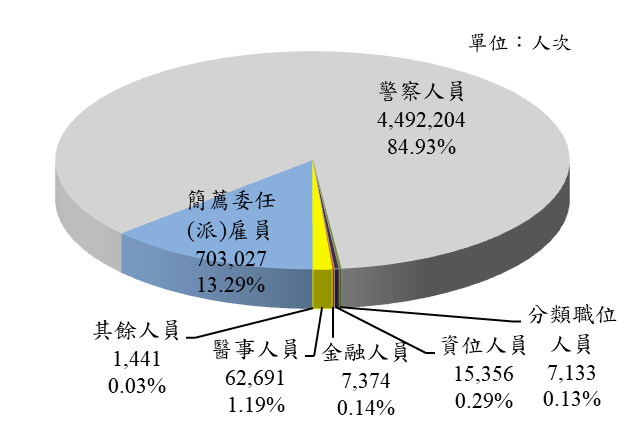 單位：人次
警察人員
4,492,204
84.93%
簡薦委任
(派)雇員
703,027
13.29%
其餘人員
1,441
0.03%
醫事人員
62,691
1.19%
金融人員
7,374
0.14%
資位人員
15,356
0.29%
分類職位
人員
7,133
0.13%